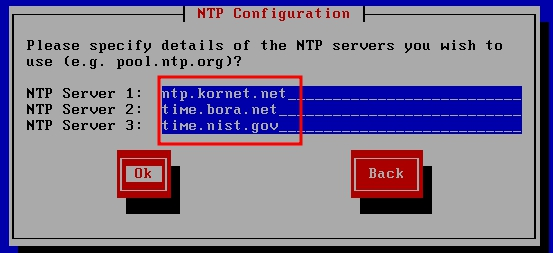 NTP Configuration
Please specify details of the NTP servers you wish to
use (e.g. pool.ntp.org)?
NTP Server 1: ntp.kornet.net
NTP Server 2: time.bora.net
NTP Server 3: time.nist.gov
Ok Back